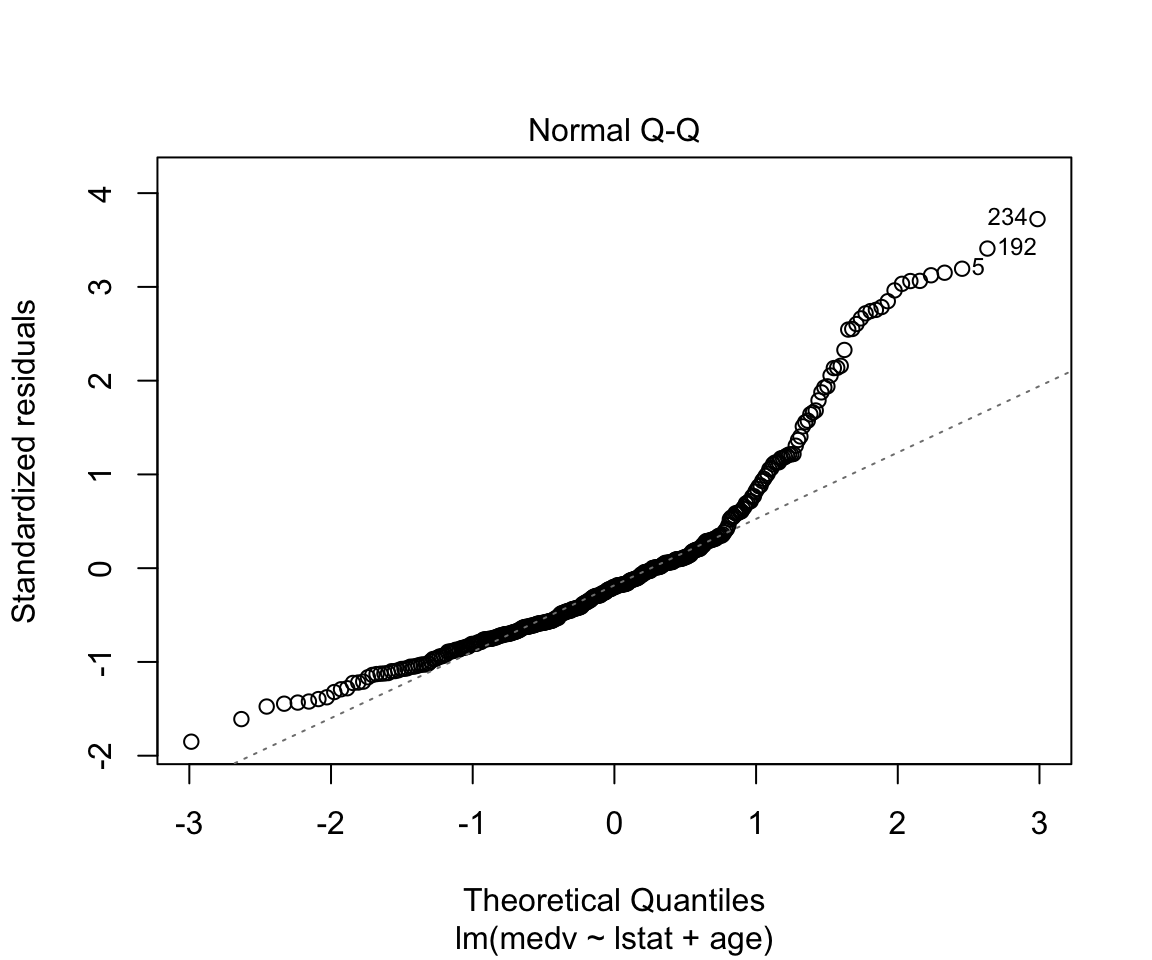 Normal Q-Q
Standardized residuals
4
3
2
1
0
-1
-2
234
192
5
-3 -2 -1 0 1 2 3
Theoretical Quantiles
lm(medv ~ lstat + age)